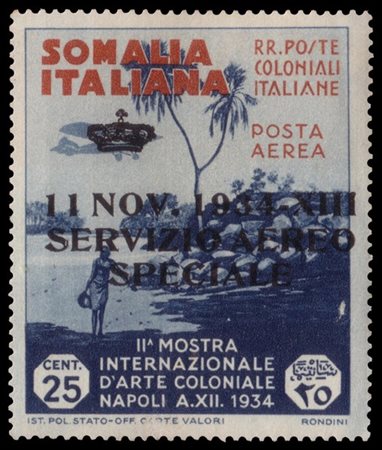 SOMALIA
ITALIANA
RR. POSTE
COLONIALI
ITALIANE
POSTA
AEREA
11 NOV. 1934-XIII
SERVIZIO AEREO
SPECIALE
IIª MOSTRA
INTERNAZIONALE
D'ARTE COLONIALE
NAPOLI A.XII. 1934
CENT.
25
٢٥
IST. POL. STATO-OFF. CARTE VALORI
RONDINI